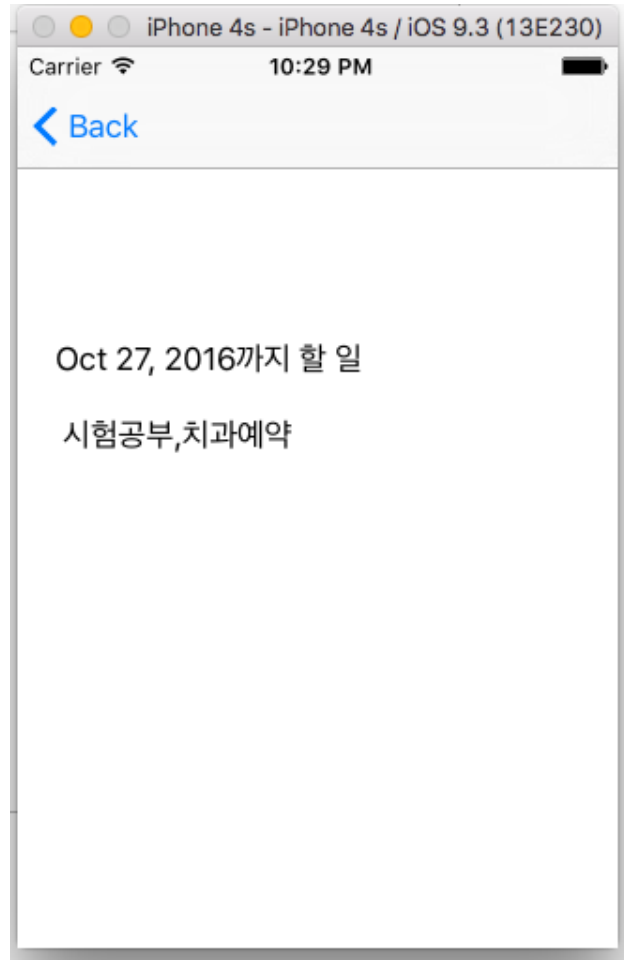 iPhone 4s - iPhone 4s / iOS 9.3 (13E230)
Carrier 10:29 PM
Back
Oct 27, 2016까지 할 일
시험공부,치과예약